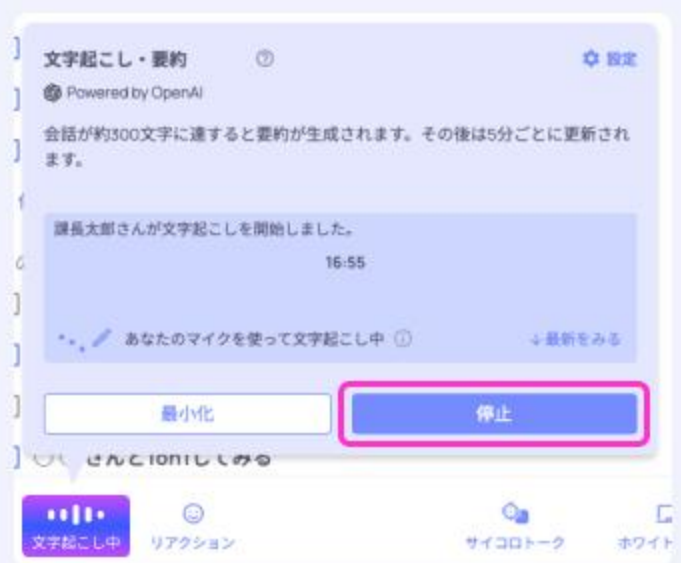 文字起こし・要約
設定
Powered by OpenAI
会話が約300文字に達すると要約が生成されます。その後は5分ごとに更新され
ます。
課長太郎さんが文字起こしを開始しました。
16:55
あなたのマイクを使って文字起こし中
↓最新をみる
最小化
停止
さんと1on1してみる
文字起こし中
リアクション
サイコロトーク
ホワイト